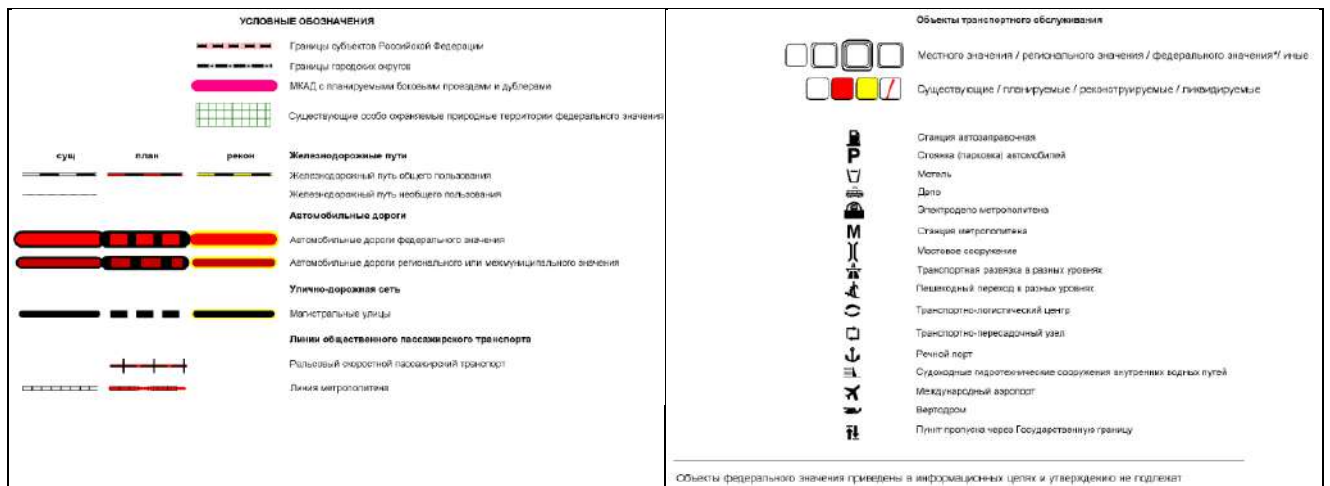 УСЛОВНЫЕ ОБОЗНАЧЕНИЯ
Границы субъектов Российской Федерации
Границы городских округов
МКАД с планируемыми боковыми проездами и дублерами
Существующие особо охраняемые природные территории федерального значения
сущ план рекон Железнодорожные пути
Железнодорожный путь общего пользования
Железнодорожный путь необщего пользования
Автомобильные дороги
Автомобильные дороги федерального значения
Автомобильные дороги регионального или межмуниципального значения
Улично-дорожная сеть
Магистральные улицы
Линии общественного пассажирского транспорта
Рельсовый скоростной пассажирский транспорт
Линия метрополитена
Объекты транспортного обслуживания
Местного значения / регионального значения / федерального значения*/ иные
Существующие / планируемые / реконструируемые / ликвидируемые
Станция автозаправочная
P Стоянка (парковка) автомобилей
Мотель
Депо
Электродепо метрополитена
М Станция метрополитена
Мостовое сооружение
Транспортная развязка в разных уровнях
Пешеходный переход в разных уровнях
Транспортно-логистический центр
Транспортно-пересадочный узел
Речной порт
Судоходные гидротехнические сооружения внутренних водных путей
Международный аэропорт
Вертодром
Пункт пропуска через Государственную границу
Объекты федерального значения приведены в информационных целях и утверждению не подлежат